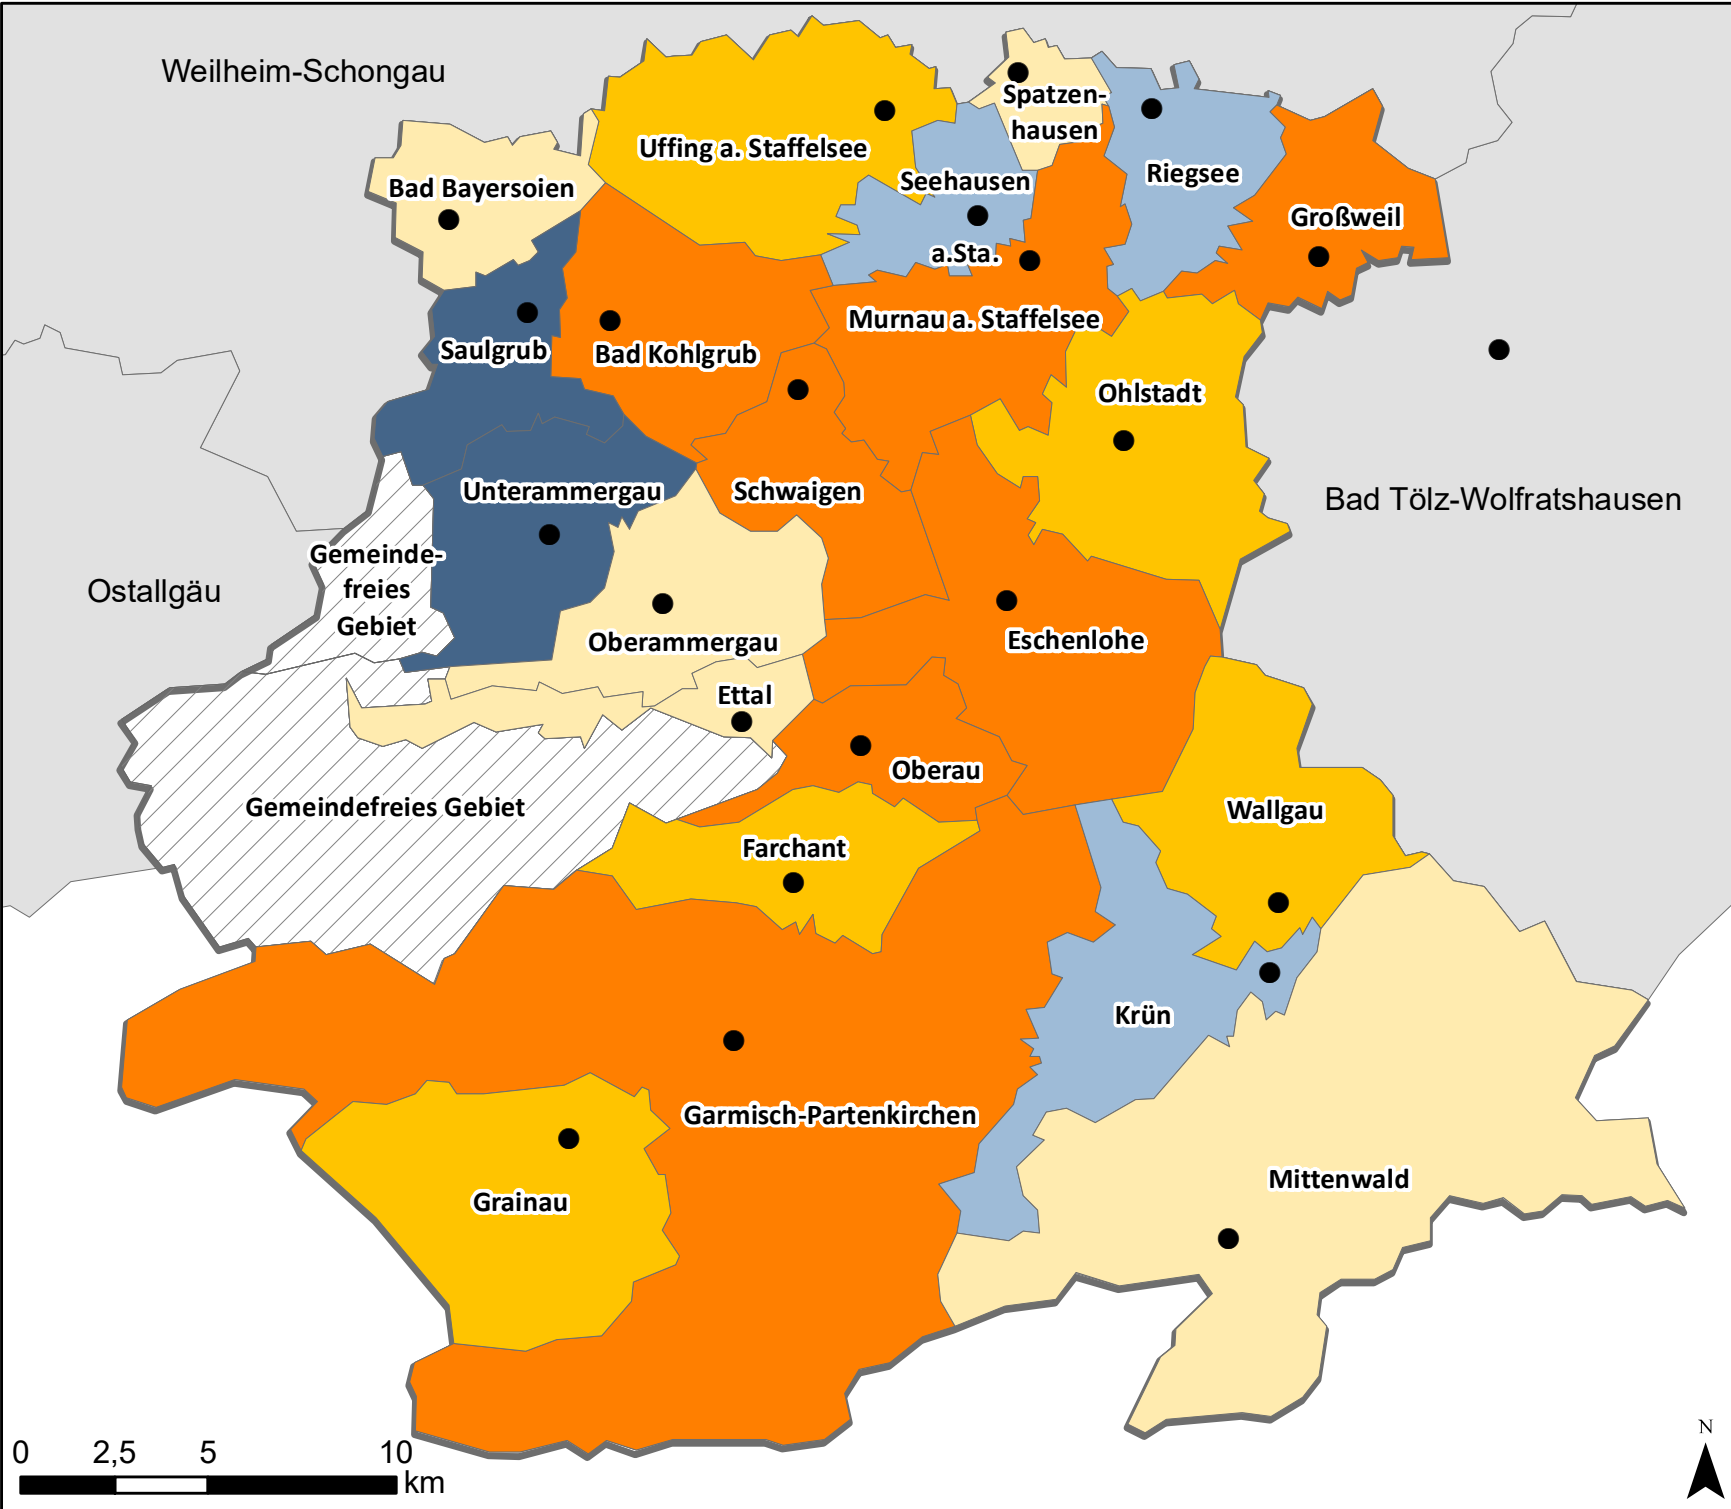 Weilheim-Schongau
Spatzen-
hausen
Uffing a. Staffelsee
Riegsee
Seehausen
a.Sta.
Bad Bayersoien
Großweil
Murnau a. Staffelsee
Saulgrub
Bad Kohlgrub
Ohlstadt
Unterammergau
Schwaigen
Bad Tölz-Wolfratshausen
Gemeinde-
freies
Gebiet
Ostallgäu
Oberammergau
Eschenlohe
Ettal
Oberau
Gemeindefreies Gebiet
Wallgau
Farchant
Krün
Garmisch-Partenkirchen
Mittenwald
Grainau
0 2,5 5 10
km
N